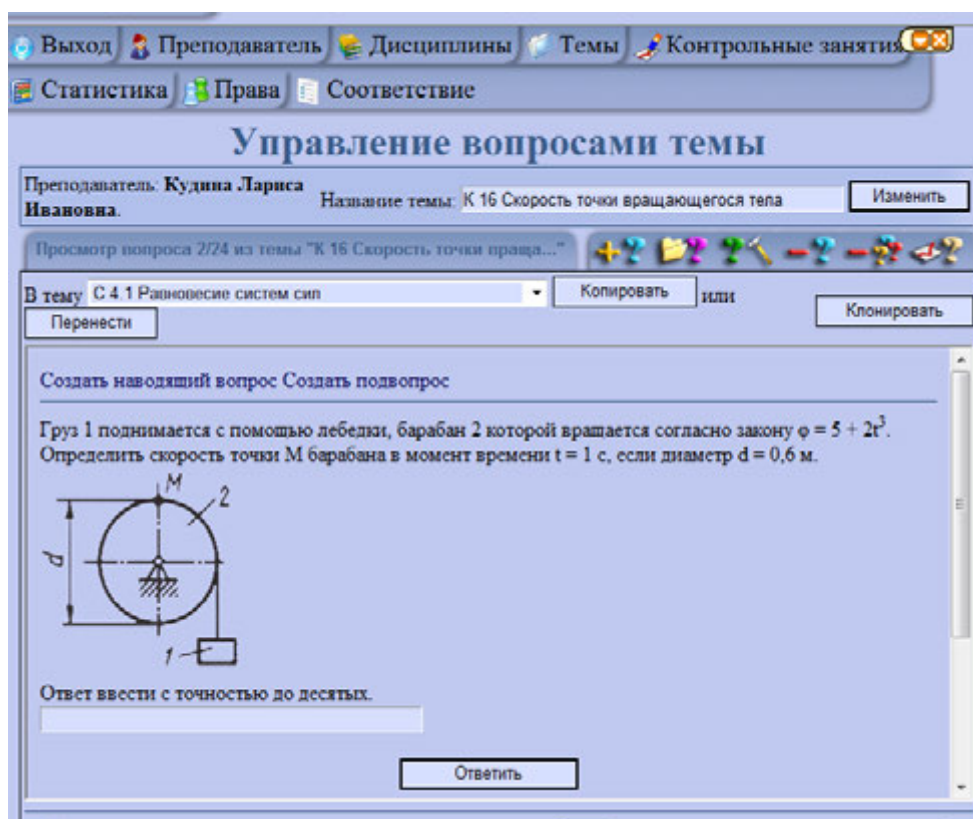 Выход Преподаватель Дисциплины Темы Контрольные занятия
Статистика Права Соответствие
Управление вопросами темы
Преподаватель: Кудина Лариса Ивановна.
Название темы: К 16 Скорость точки вращающегося тела Изменить
Просмотр вопроса 2/24 из темы "К 16 Скорость точки враща..."
В тему С 4.1 Равновесие систем сил Копировать или Клонировать
Перенести
Создать наводящий вопрос Создать подвопрос
Груз 1 поднимается с помощью лебедки, барабан 2 которой вращается согласно закону φ = 5 + 2t³.
Определить скорость точки М барабана в момент времени t = 1 с, если диаметр d = 0,6 м.
M
2
d
1
Ответ ввести с точностью до десятых.
Ответить